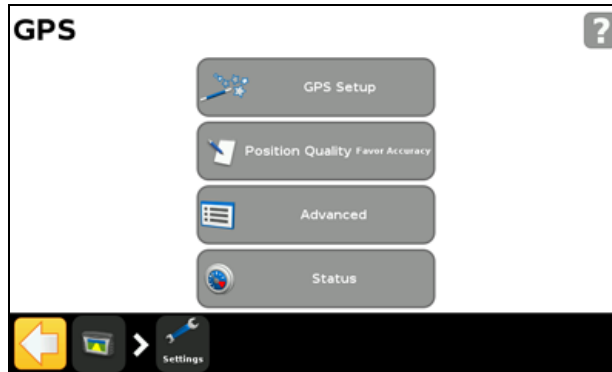 GPS
?
GPS Setup
Position Quality Favor Accuracy
Advanced
Status
Settings